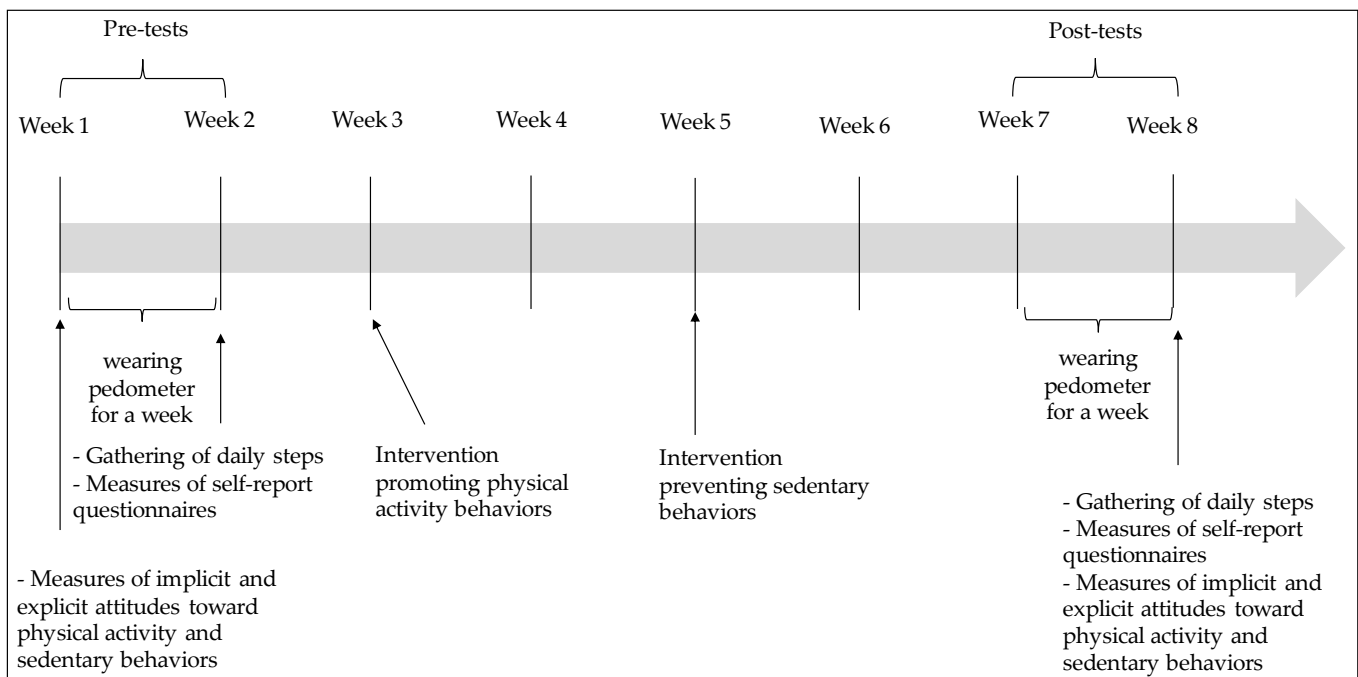 Pre-tests
Post-tests
Week 1
Week 2
Week 3
Week 4
Week 5
Week 6
Week 7
Week 8
wearing
pedometer
for a week
- Gathering of daily steps
- Measures of self-report
questionnaires
- Measures of implicit and
explicit attitudes toward
physical activity and
sedentary behaviors
Intervention
promoting physical
activity behaviors
Intervention
preventing sedentary
behaviors
wearing
pedometer
for a week
- Gathering of daily steps
- Measures of self-report
questionnaires
- Measures of implicit and
explicit attitudes toward
physical activity and
sedentary behaviors